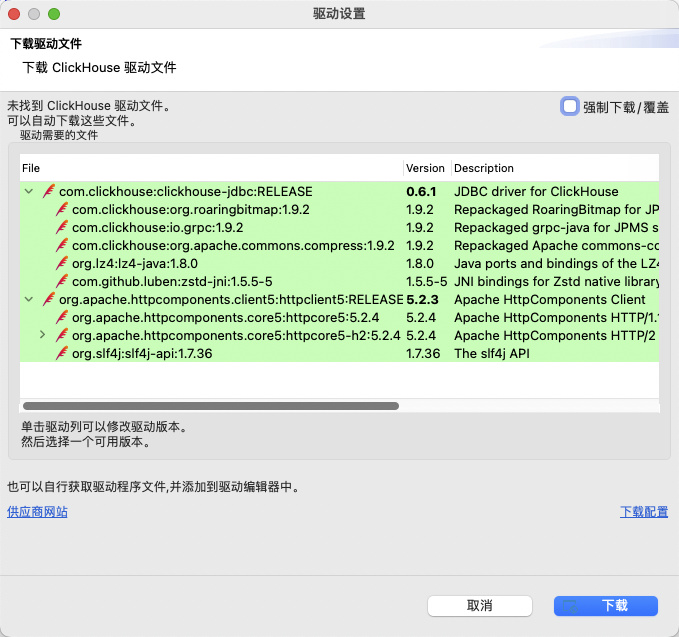 驱动设置
下载驱动文件
下载 ClickHouse 驱动文件
未找到 ClickHouse 驱动文件。
强制下载/覆盖
可以自动下载这些文件。
驱动需要的文件
File Version Description
com.clickhouse:clickhouse-jdbc:RELEASE 0.6.1 JDBC driver for ClickHouse
com.clickhouse:org.roaringbitmap:1.9.2 1.9.2 Repackaged RoaringBitmap for JP
com.clickhouse:io.grpc:1.9.2 1.9.2 Repackaged grpc-java for JPMS s
com.clickhouse:org.apache.commons.compress:1.9.2 1.9.2 Repackaged Apache commons-co
org.lz4:lz4-java:1.8.0 1.8.0 Java ports and bindings of the LZ4
com.github.luben:zstd-jni:1.5.5-5 1.5.5-5 JNI bindings for Zstd native library
org.apache.httpcomponents.client5:httpclient5:RELEASE 5.2.3 Apache HttpComponents Client
org.apache.httpcomponents.core5:httpcore5:5.2.4 5.2.4 Apache HttpComponents HTTP/1.1
org.apache.httpcomponents.core5:httpcore5-h2:5.2.4 5.2.4 Apache HttpComponents HTTP/2
org.slf4j:slf4j-api:1.7.36 1.7.36 The slf4j API
单击驱动列可以修改驱动版本。
然后选择一个可用版本。
也可以自行获取驱动程序文件,并添加到驱动编辑器中。
供应商网站 下载配置
取消 下载